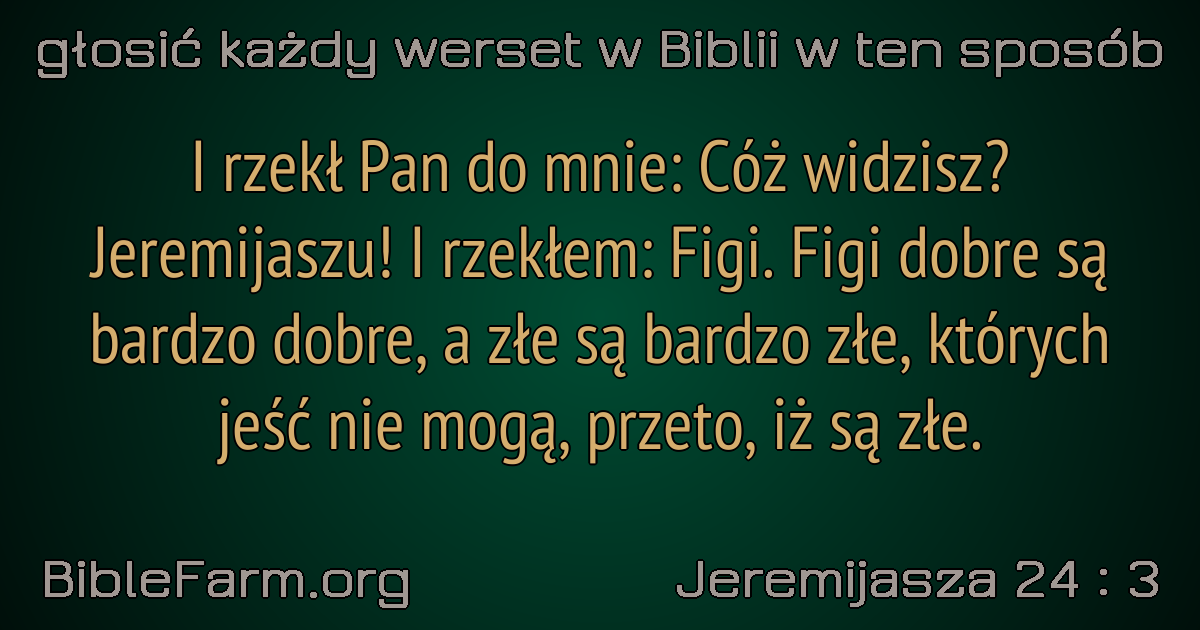 głosić każdy werset w Biblii w ten sposób
I rzekł Pan do mnie: Cóż widzisz?
Jeremijaszu! I rzekłem: Figi. Figi dobre są
bardzo dobre, a złe są bardzo złe, których
jeść nie mogą, przeto, iż są złe.
BibleFarm.org
Jeremijasza 24 : 3